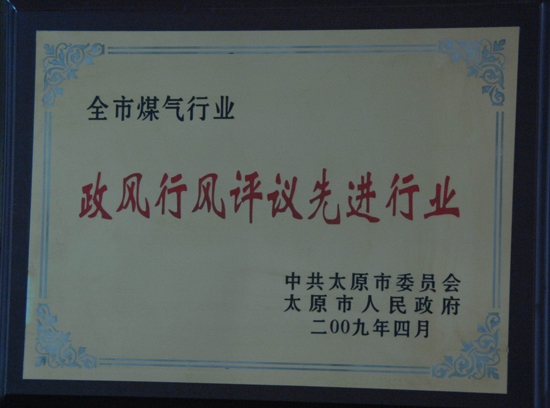 全市煤气行业
政风行风评议先进行业
中共太原市委员会
太原市人民政府
二00九年四月